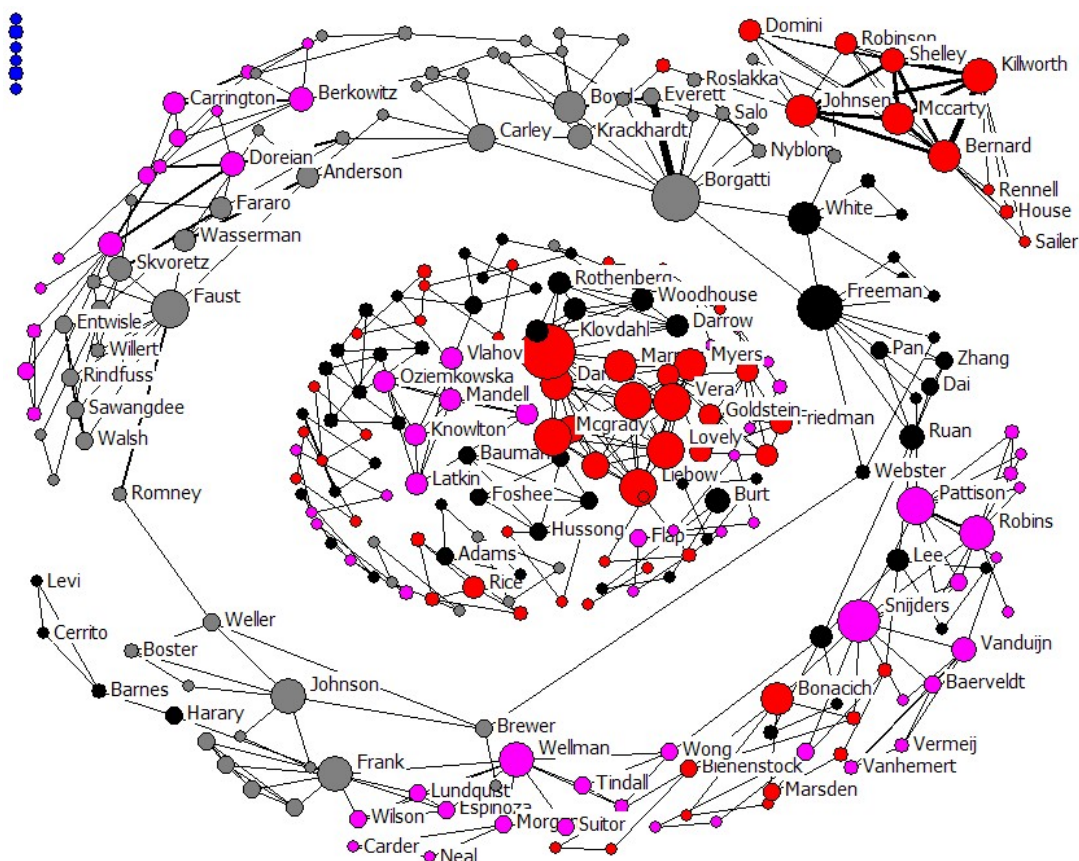 Domini
Robinson
Shelley
Killworth
Roslakka
Everett
Carrington
Berkowitz
Johnsen
Mccarty
Salo
Carley
Krackhardt
Nyblom
Bernard
Doreian
Anderson
Borgatti
Rennell
Fararo
White
House
Wasserman
Sailer
Skvoretz
Rothenberg
Freeman
Faust
Woodhouse
Entwisle
Klovdahl
Darrow
Willert
Vlahov
Myers
Pan
Zhang
Rindfuss
Oziemkowska
Vera
Dai
Sawangdee
Mandell
Goldstein
Friedman
Walsh
Knowlton
Mcgrady
Lovely
Ruan
Bauman
Liebow
Webster
Romney
Latkin
Foshee
Burt
Pattison
Hussong
Flap
Robins
Adams
Lee
Levi
Rice
Snijders
Weller
Cerrito
Boster
Vanduijn
Johnson
Bonacich
Baerveldt
Barnes
Harary
Brewer
Wellman
Wong
Vermeij
Frank
Bienenstock
Vanhemert
Tindall
Lundquist
Marsden
Espinoza
Wilson
Suitor
Carder
Neal